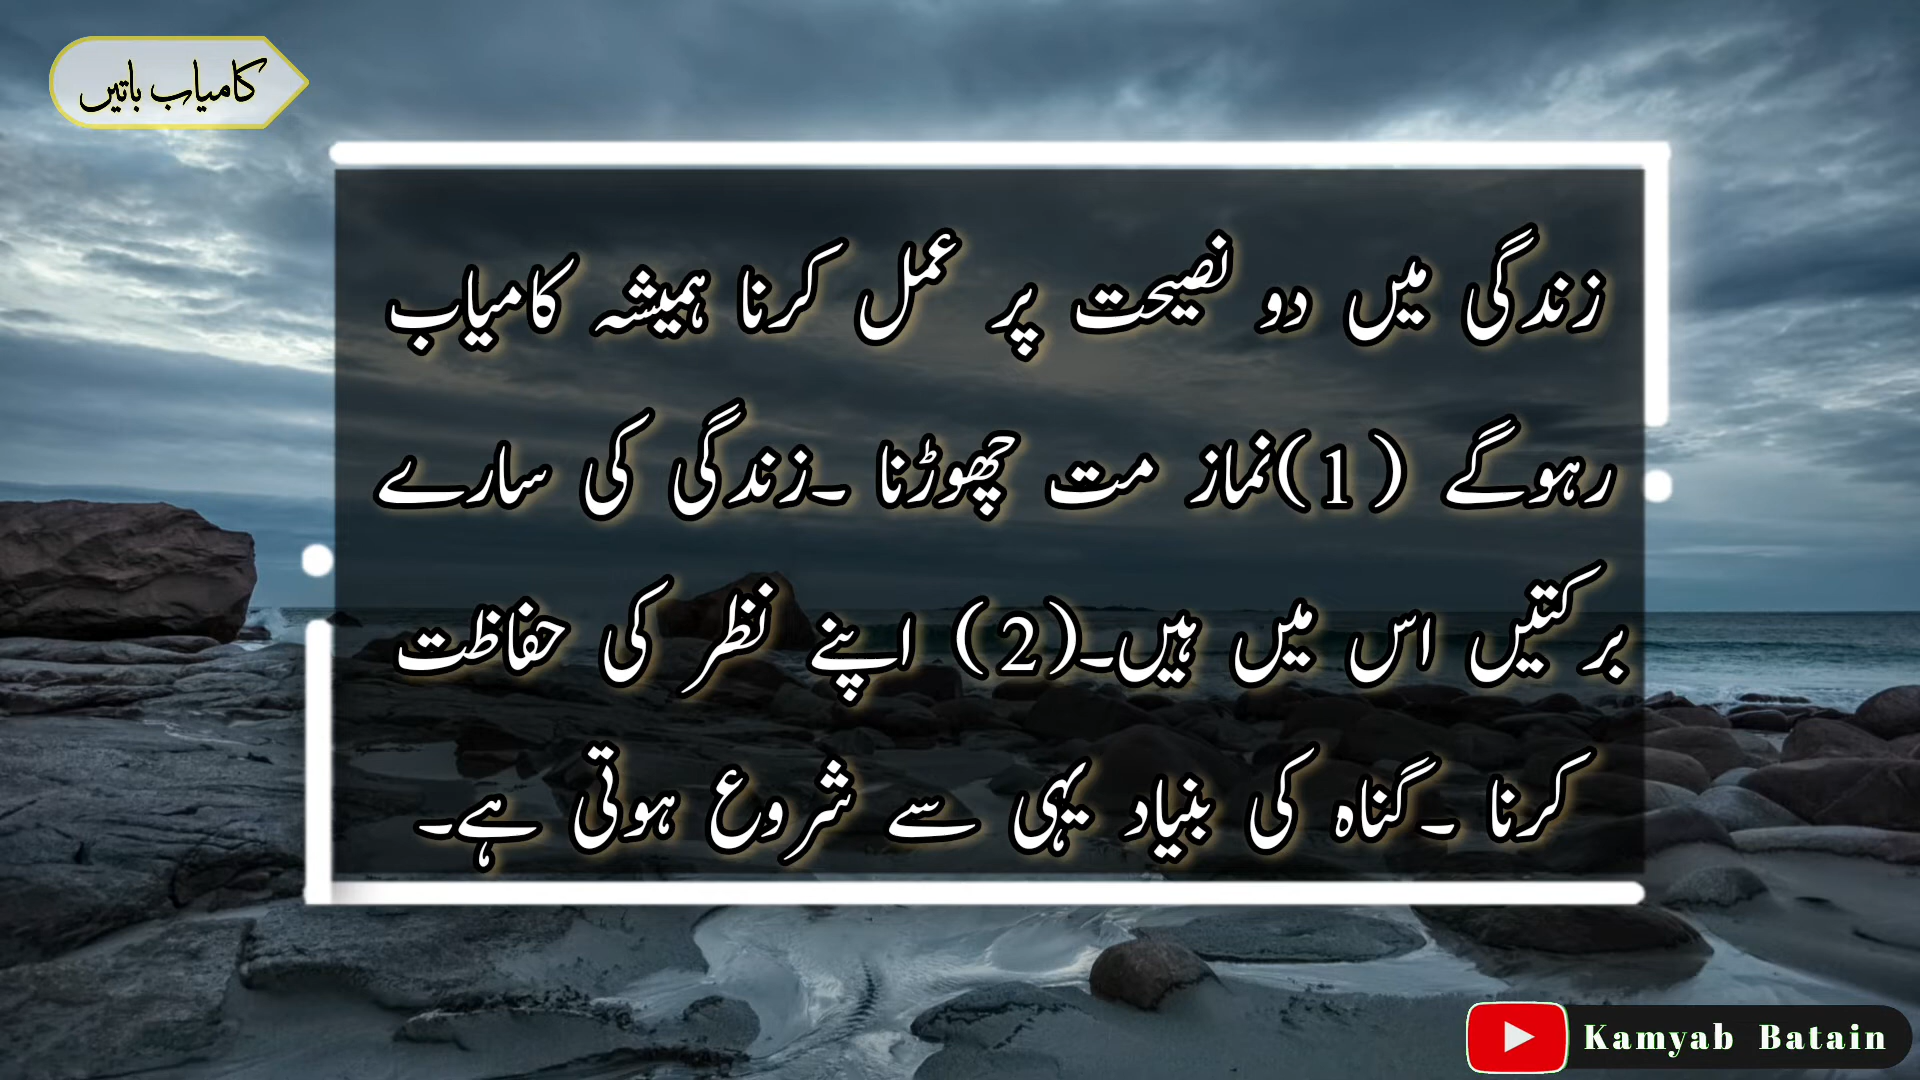 کامیاب باتیں
زندگی میں دو نصیحت پر عمل کرنا ہمیشہ کامیاب
رہوگے (1)نماز مت چھوڑنا ۔زندگی کی سارے
برکتیں اس میں ہیں۔(2) اپنے نظر کی حفاظت
کرنا ۔گناہ کی بنیاد یہی سے شروع ہوتی ہے۔
Kamyab Batain